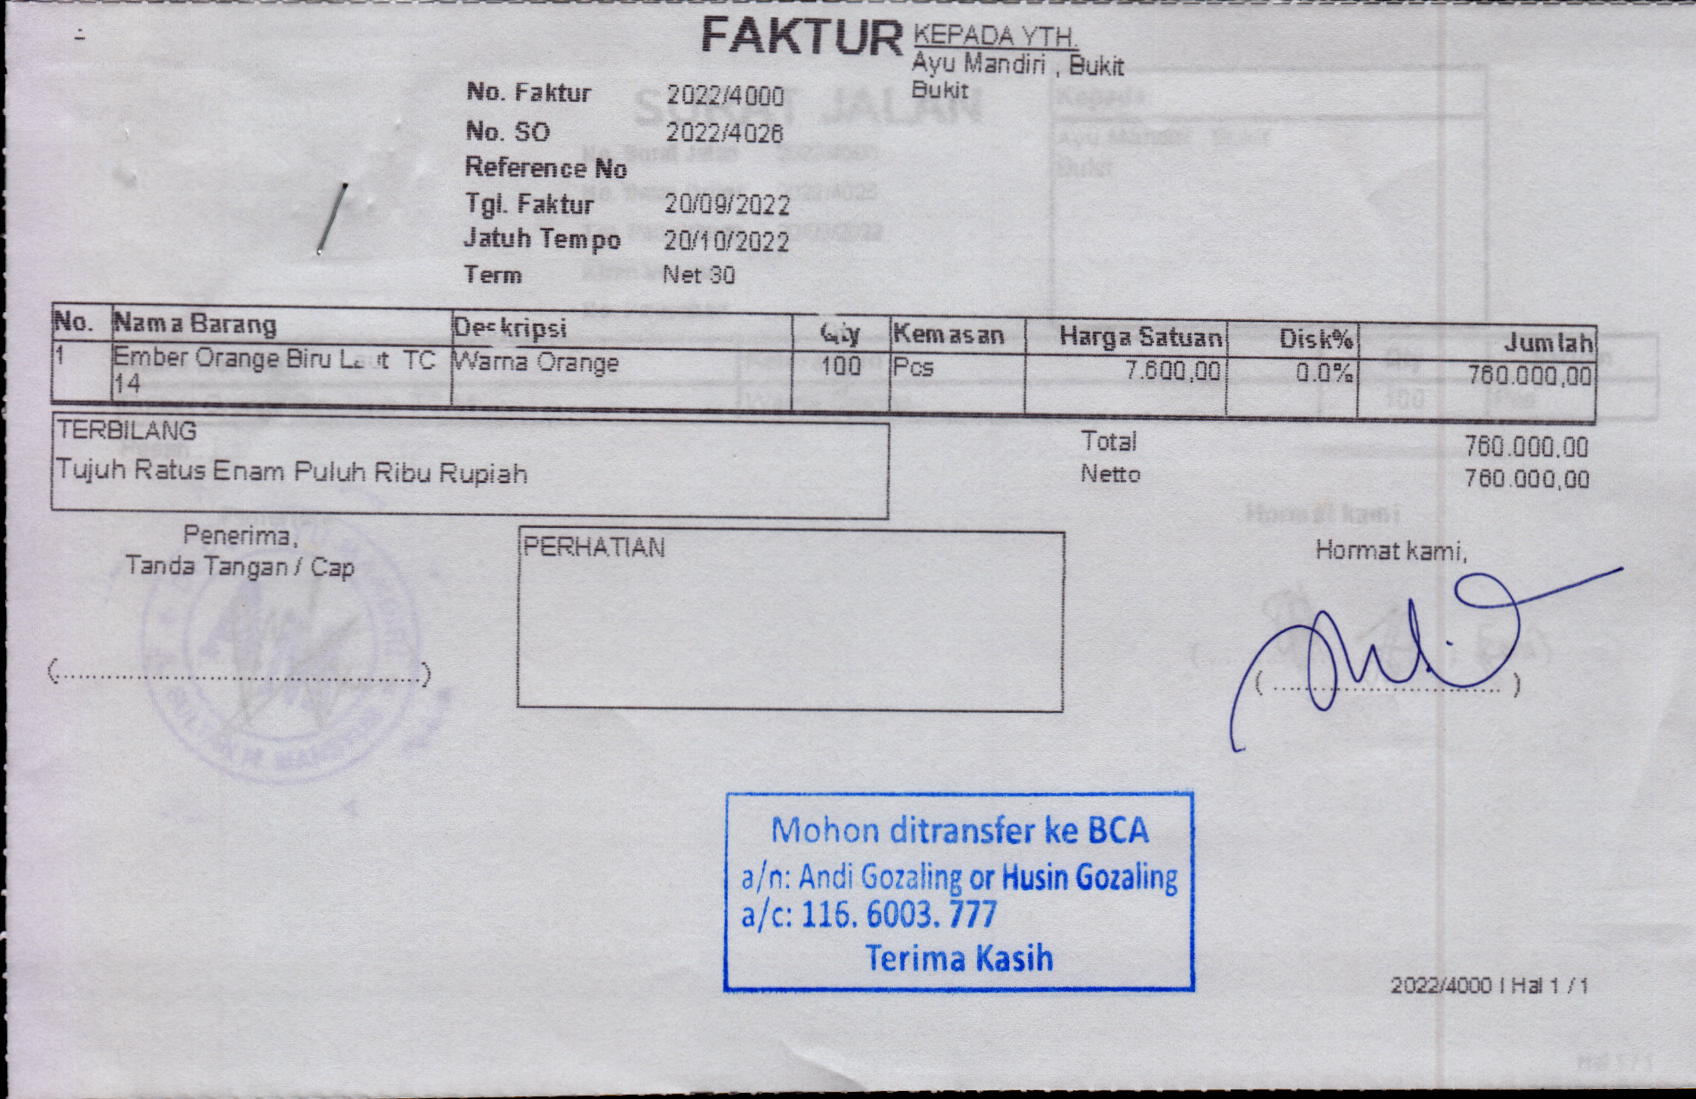 FAKTUR
KEPADA YTH.
Ayu Mandiri , Bukit
Bukit
No. Faktur 2022/4000
No. SO 2022/4026
Reference No
Tgl. Faktur 20/09/2022
Jatuh Tempo 20/10/2022
Term Net 30
No. Nama Barang Deskripsi Qty Kemasan Harga Satuan Disk% Jumlah
1 Ember Orange Biru Laut TC Warna Orange 100 Pcs 7.600,00 0.0% 760.000,00
14
TERBILANG
Tujuh Ratus Enam Puluh Ribu Rupiah
Total 760.000,00
Netto 760.000,00
Penerima,
Tanda Tangan / Cap
(........................................................)
PERHATIAN
Hormat kami,
(....................................)
Mohon ditransfer ke BCA
a/n: Andi Gozaling or Husin Gozaling
a/c: 116. 6003. 777
Terima Kasih
2022/4000 | Hal 1 / 1